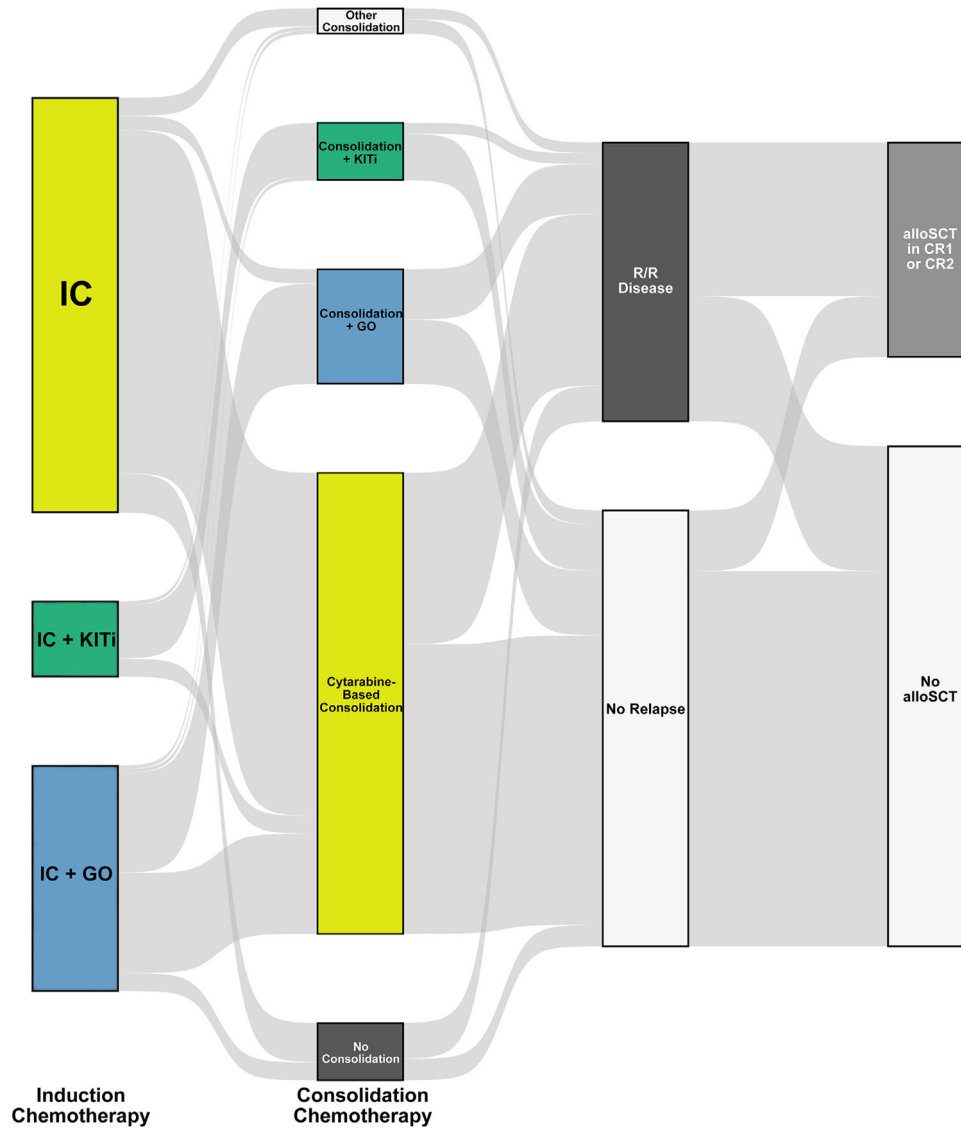 Other
Consolidation
IC
Consolidation
+ KITi
Consolidation
+ GO
R/R
Disease
alloSCT
in CR1
or CR2
IC + KITi
Cytarabine-
Based
Consolidation
No Relapse
No
alloSCT
IC + GO
No
Consolidation
Induction
Chemotherapy
Consolidation
Chemotherapy